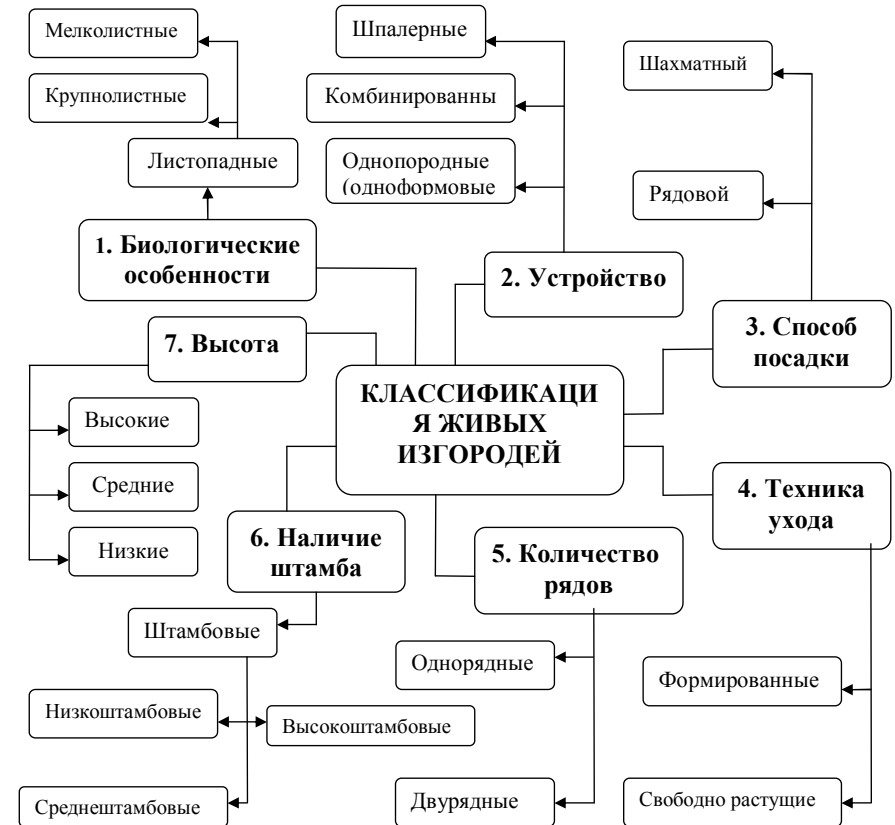 Мелколистные
Крупнолистные
Листопадные
1. Биологические
особенности
Шпалерные
Комбинированны
Однопородные
(одноформовые
2. Устройство
Шахматный
Рядовой
3. Способ
посадки
7. Высота
Высокие
Средние
Низкие
КЛАССИФИКАЦИ
Я ЖИВЫХ
ИЗГОРОДЕЙ
4. Техника
ухода
6. Наличие
штамба
5. Количество
рядов
Штамбовые
Низкоштамбовые
Высокоштамбовые
Среднештамбовые
Однорядные
Двурядные
Формированные
Свободно растущие